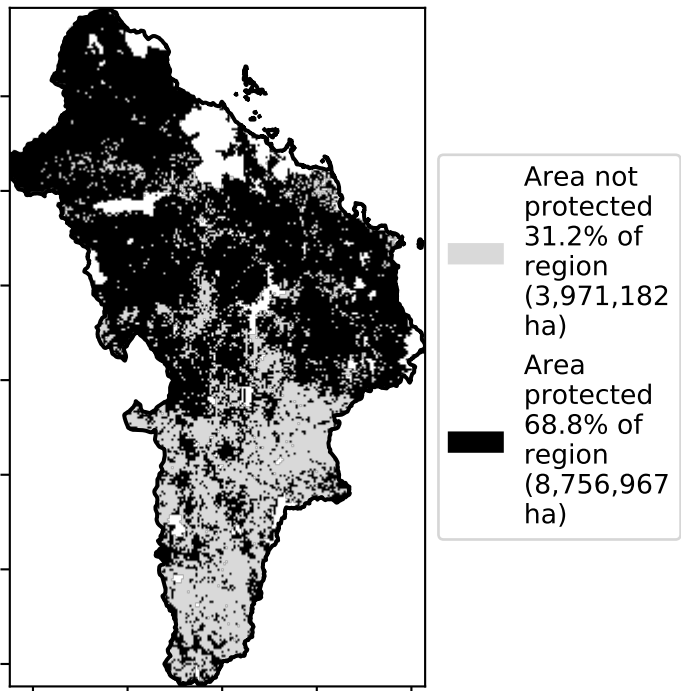 Area not
protected
31.2% of
region
(3,971,182
ha)
Area
protected
68.8% of
region
(8,756,967
ha)